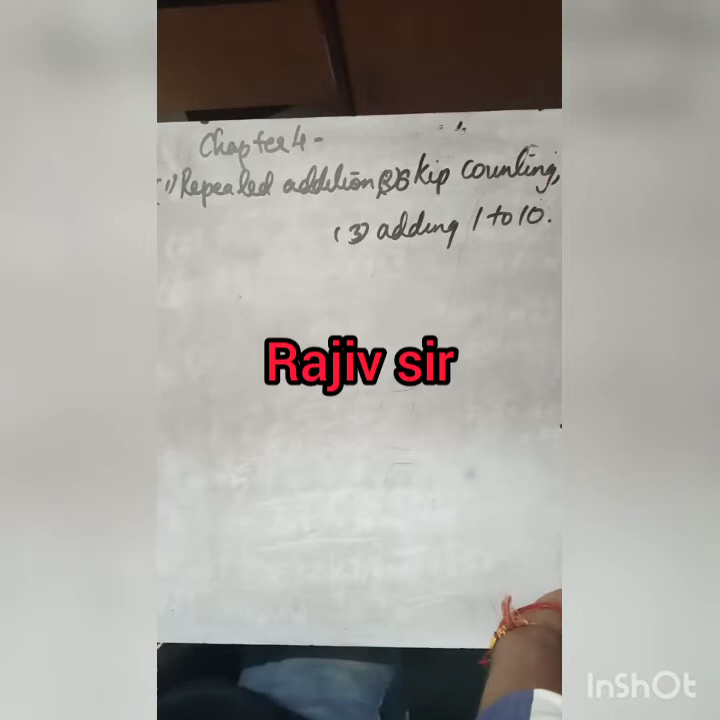 Chapter 4 -
(1) Repealed addition, (2) Skip counting,
(3) adding 1 to 10.
Rajiv sir
InShOt